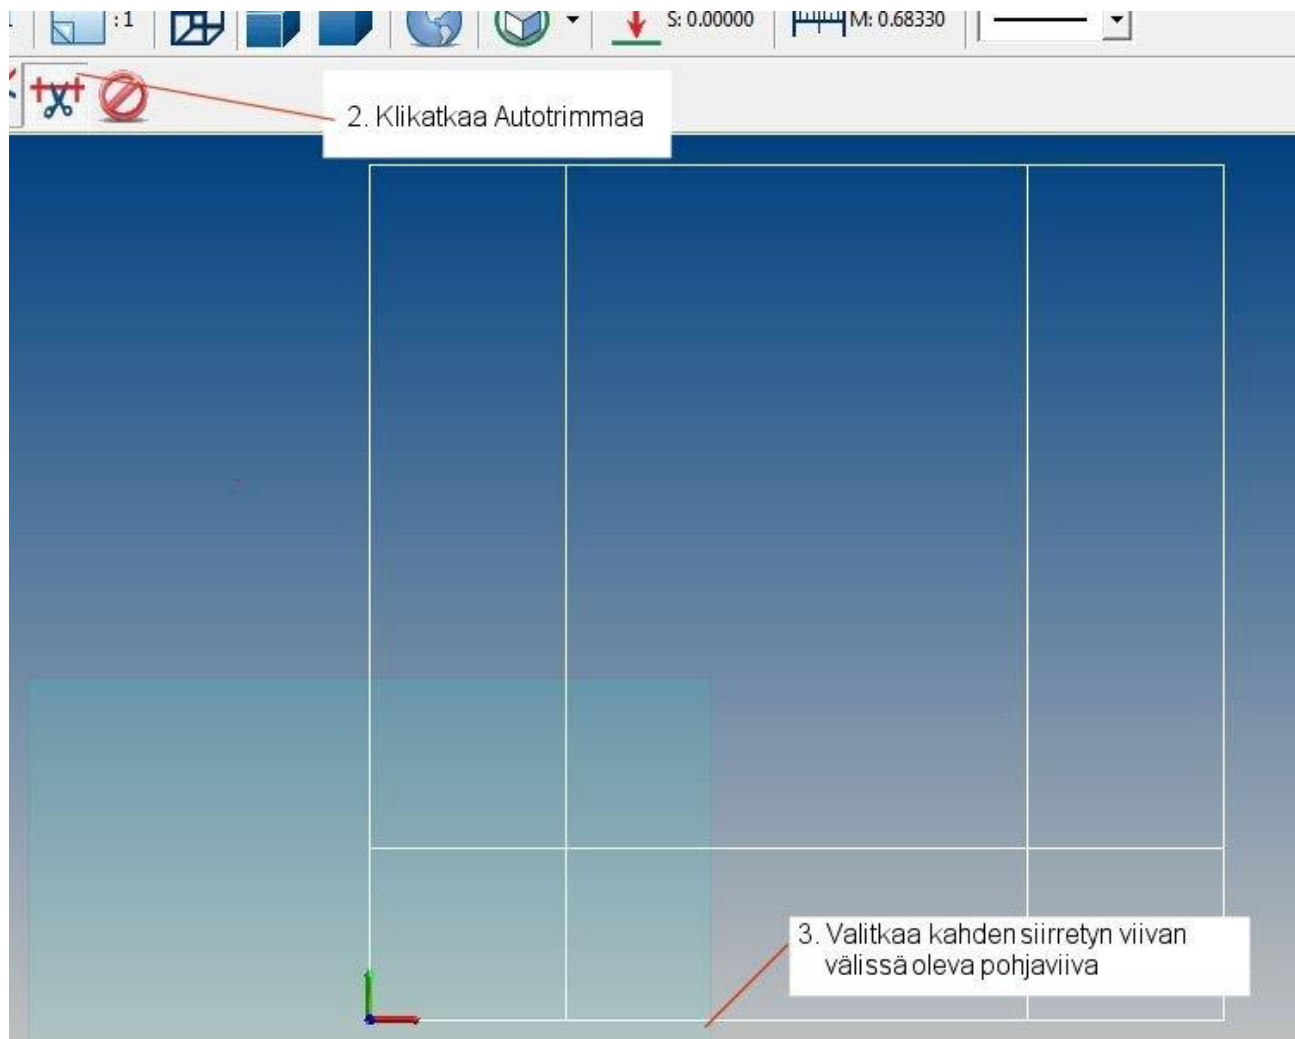 :1
S: 0.00000
M: 0.68330
2. Klikatkaa Autotrimmaa
3. Valitkaa kahden siirretyn viivan
välissä oleva pohjaviiva